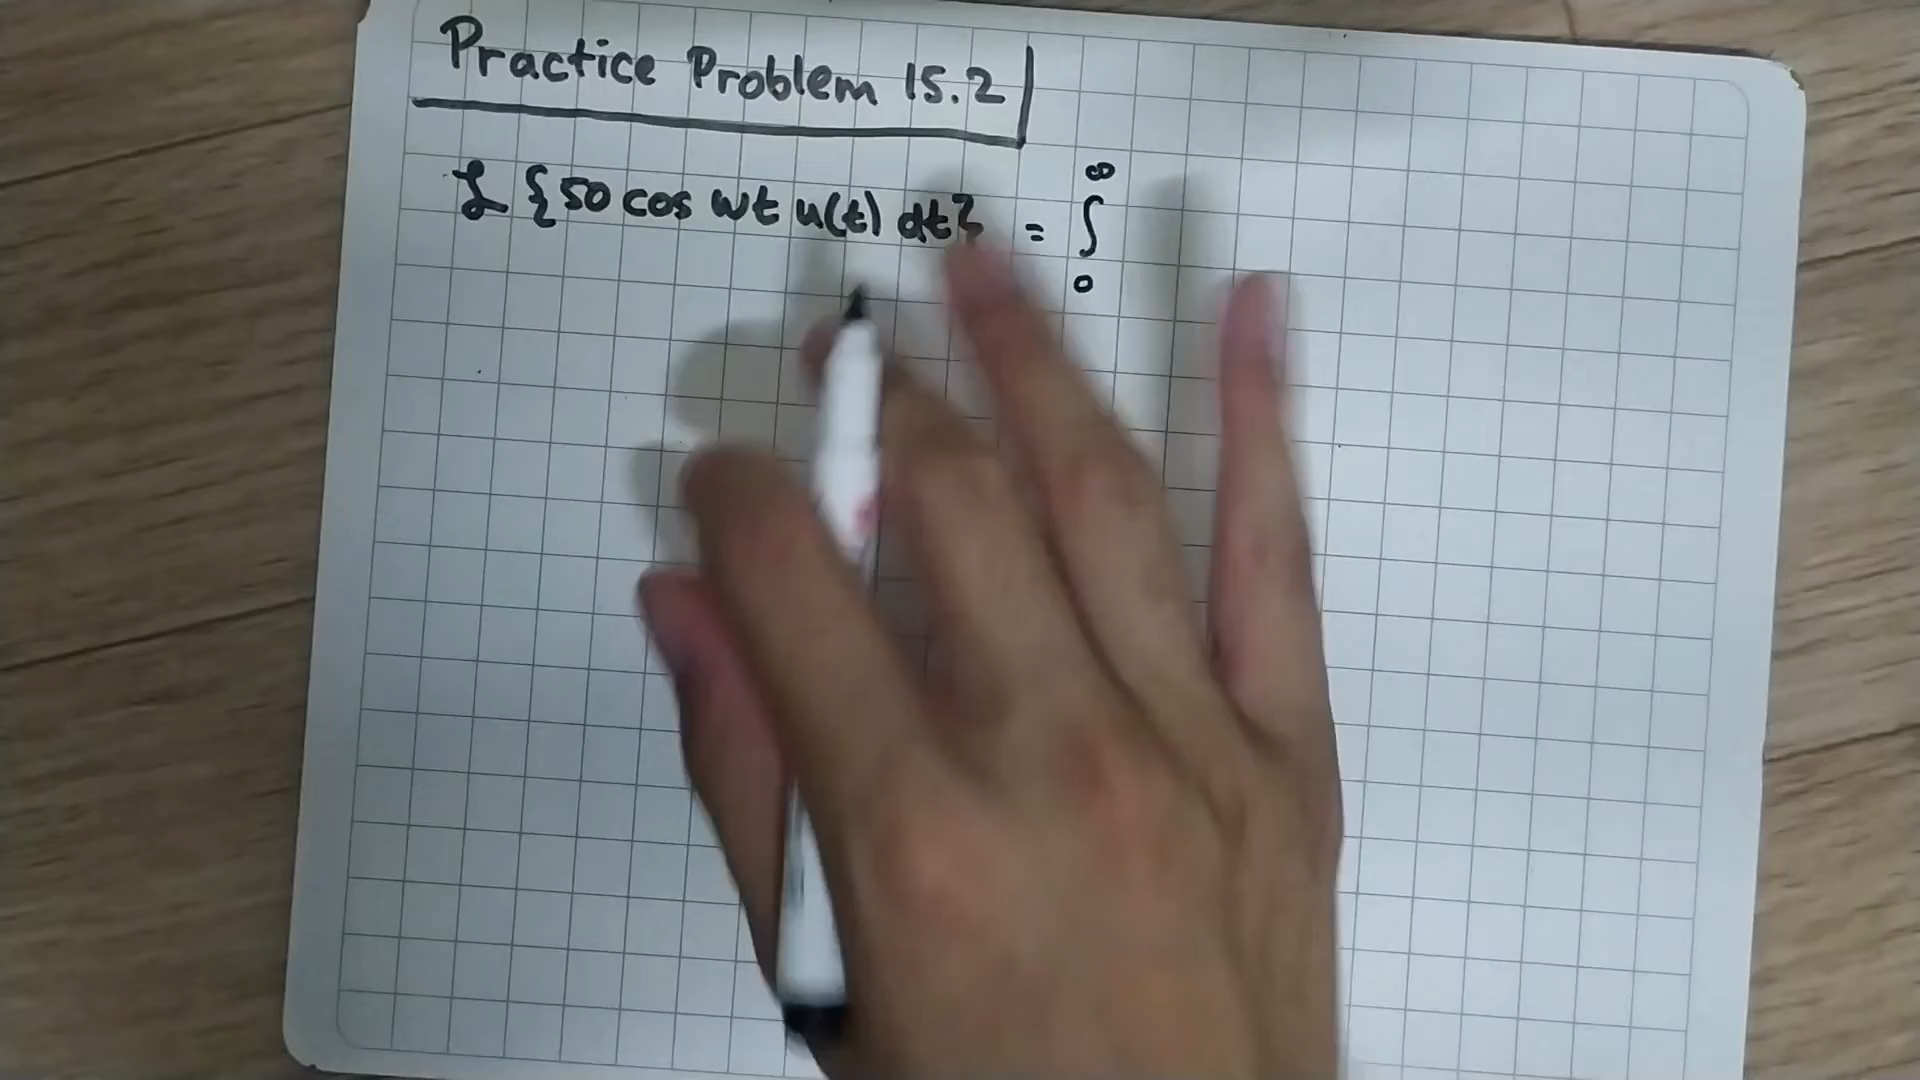 Practice Problem 15.2
ℒ {50 cos ωt u(t) dt} = ∫₀^∞